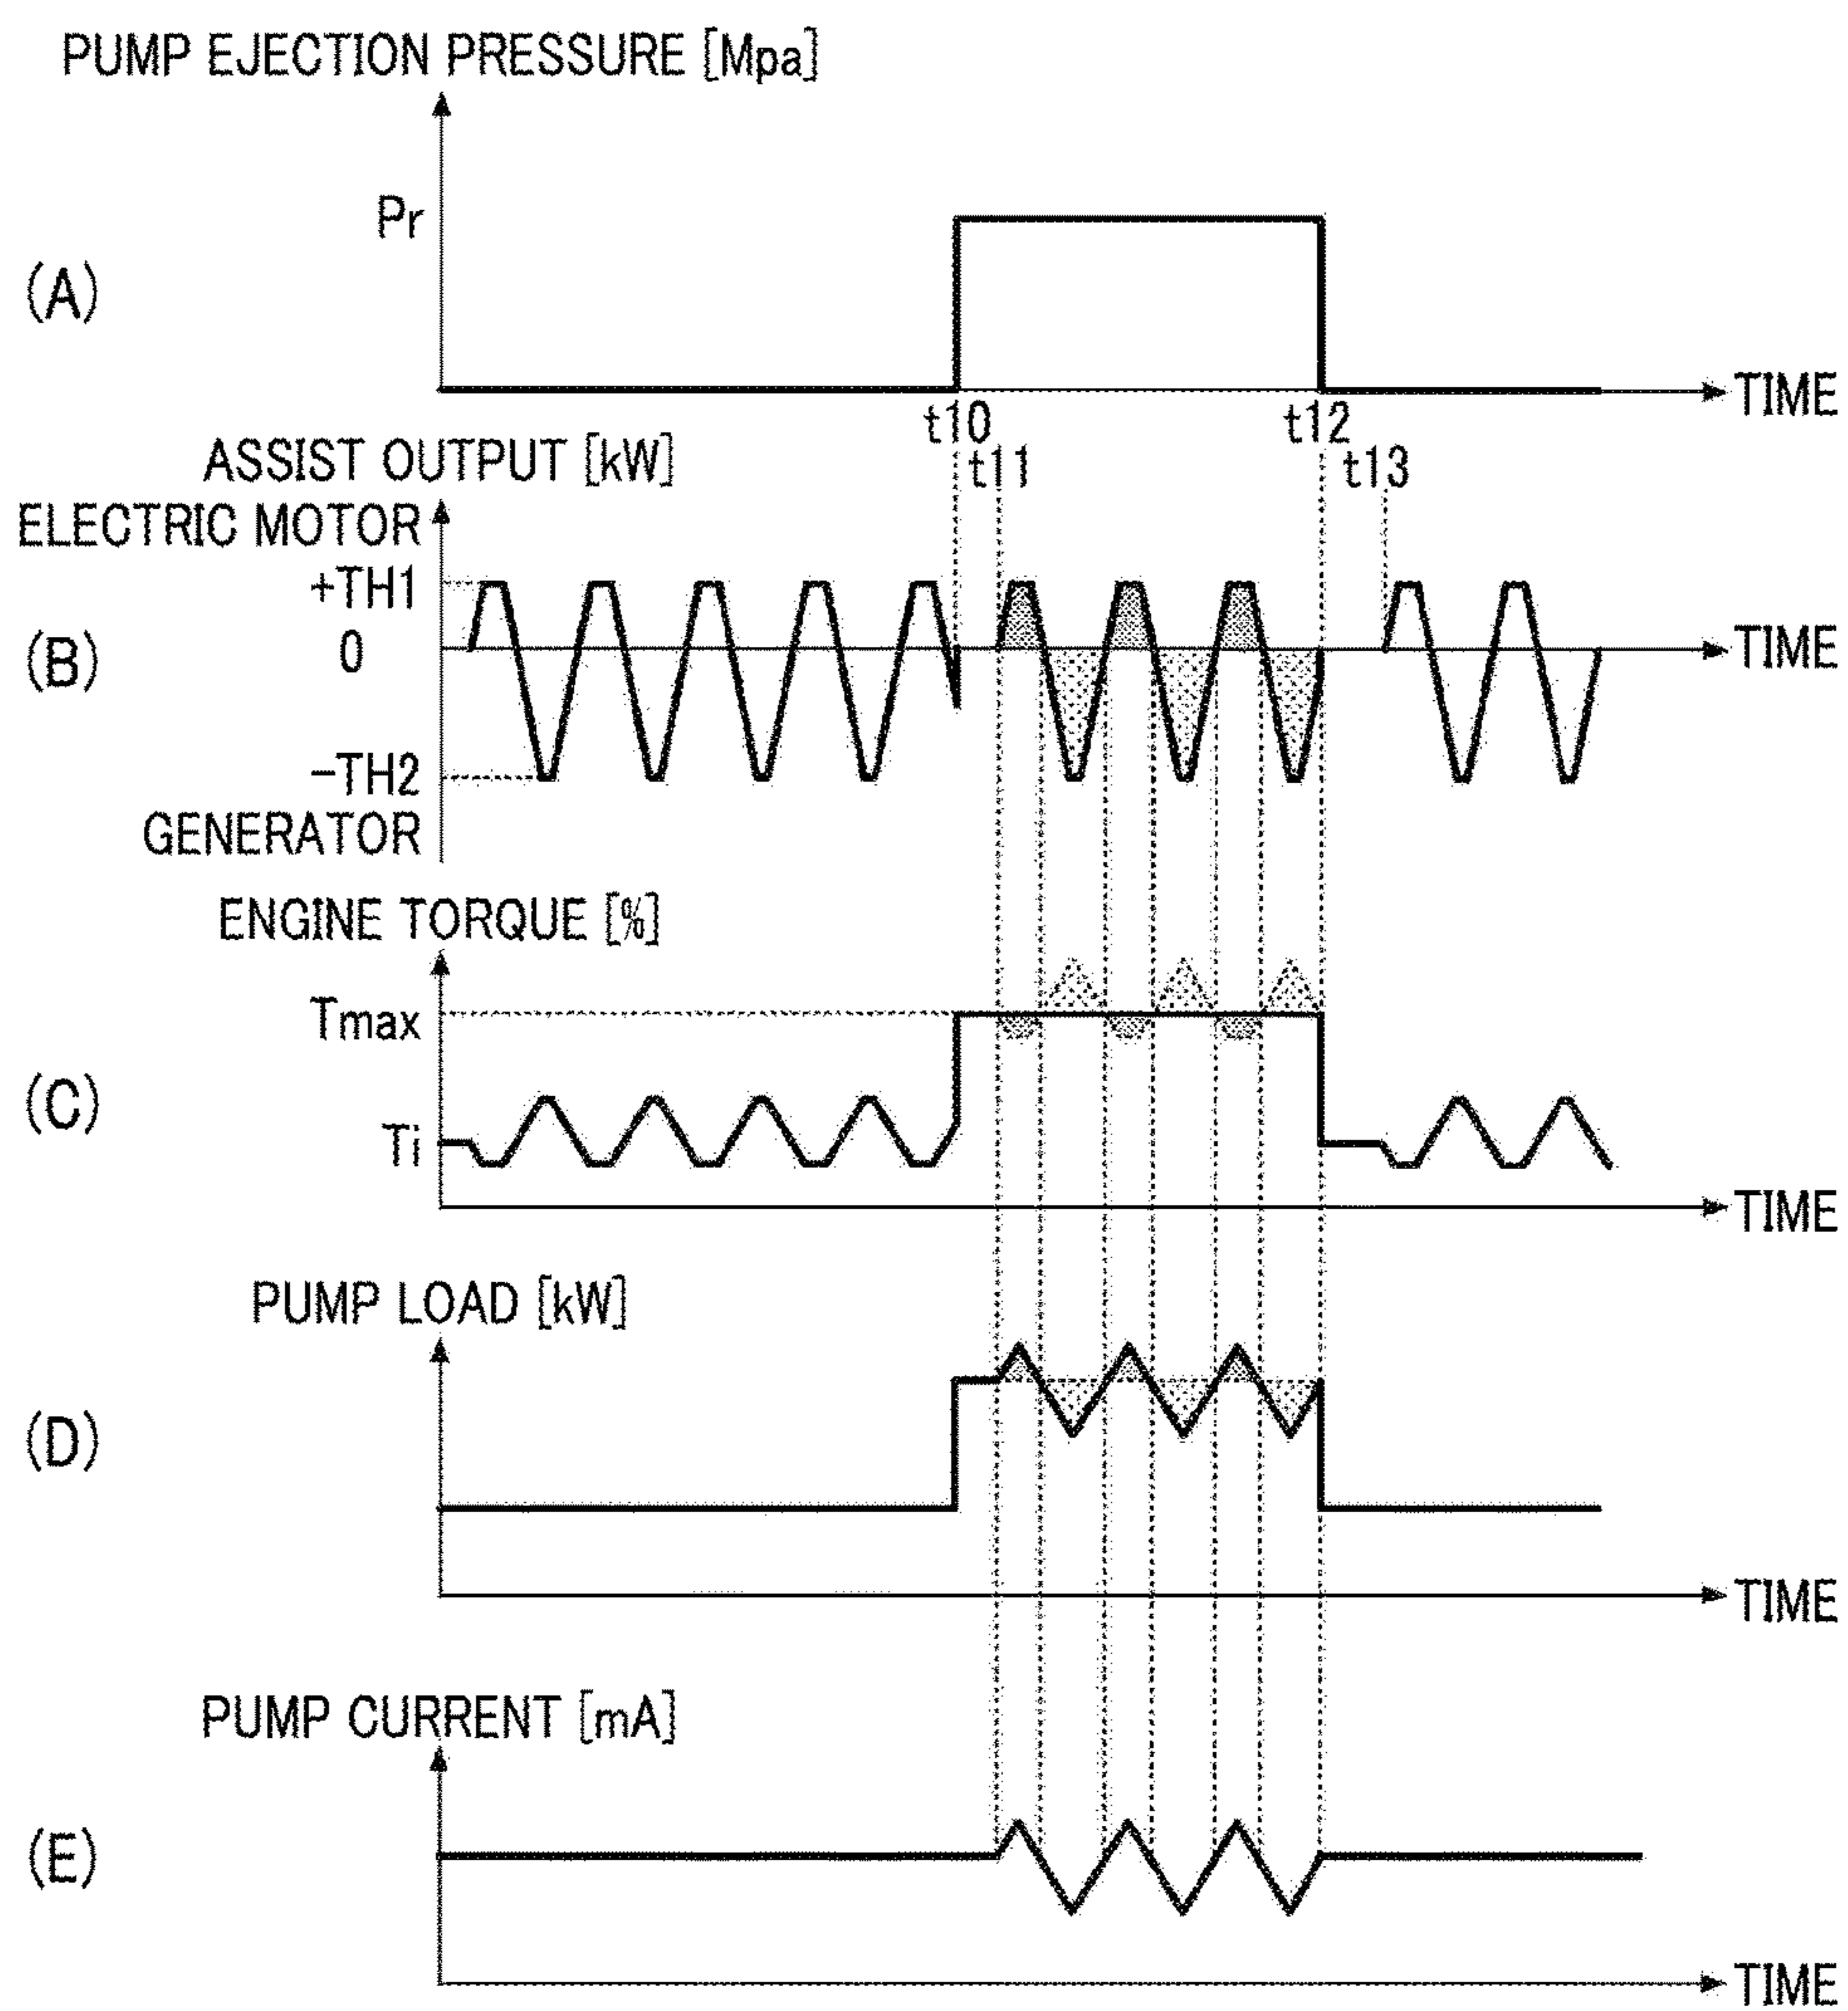 PUMP EJECTION PRESSURE [Mpa]
Pr
(A)
TIME
t10
t12
t11
t13
ASSIST OUTPUT [kW]
ELECTRIC MOTOR
+TH1
0
(B)
TIME
-TH2
GENERATOR
ENGINE TORQUE [%]
Tmax
(C)
Ti
TIME
PUMP LOAD [kW]
(D)
TIME
PUMP CURRENT [mA]
(E)
TIME